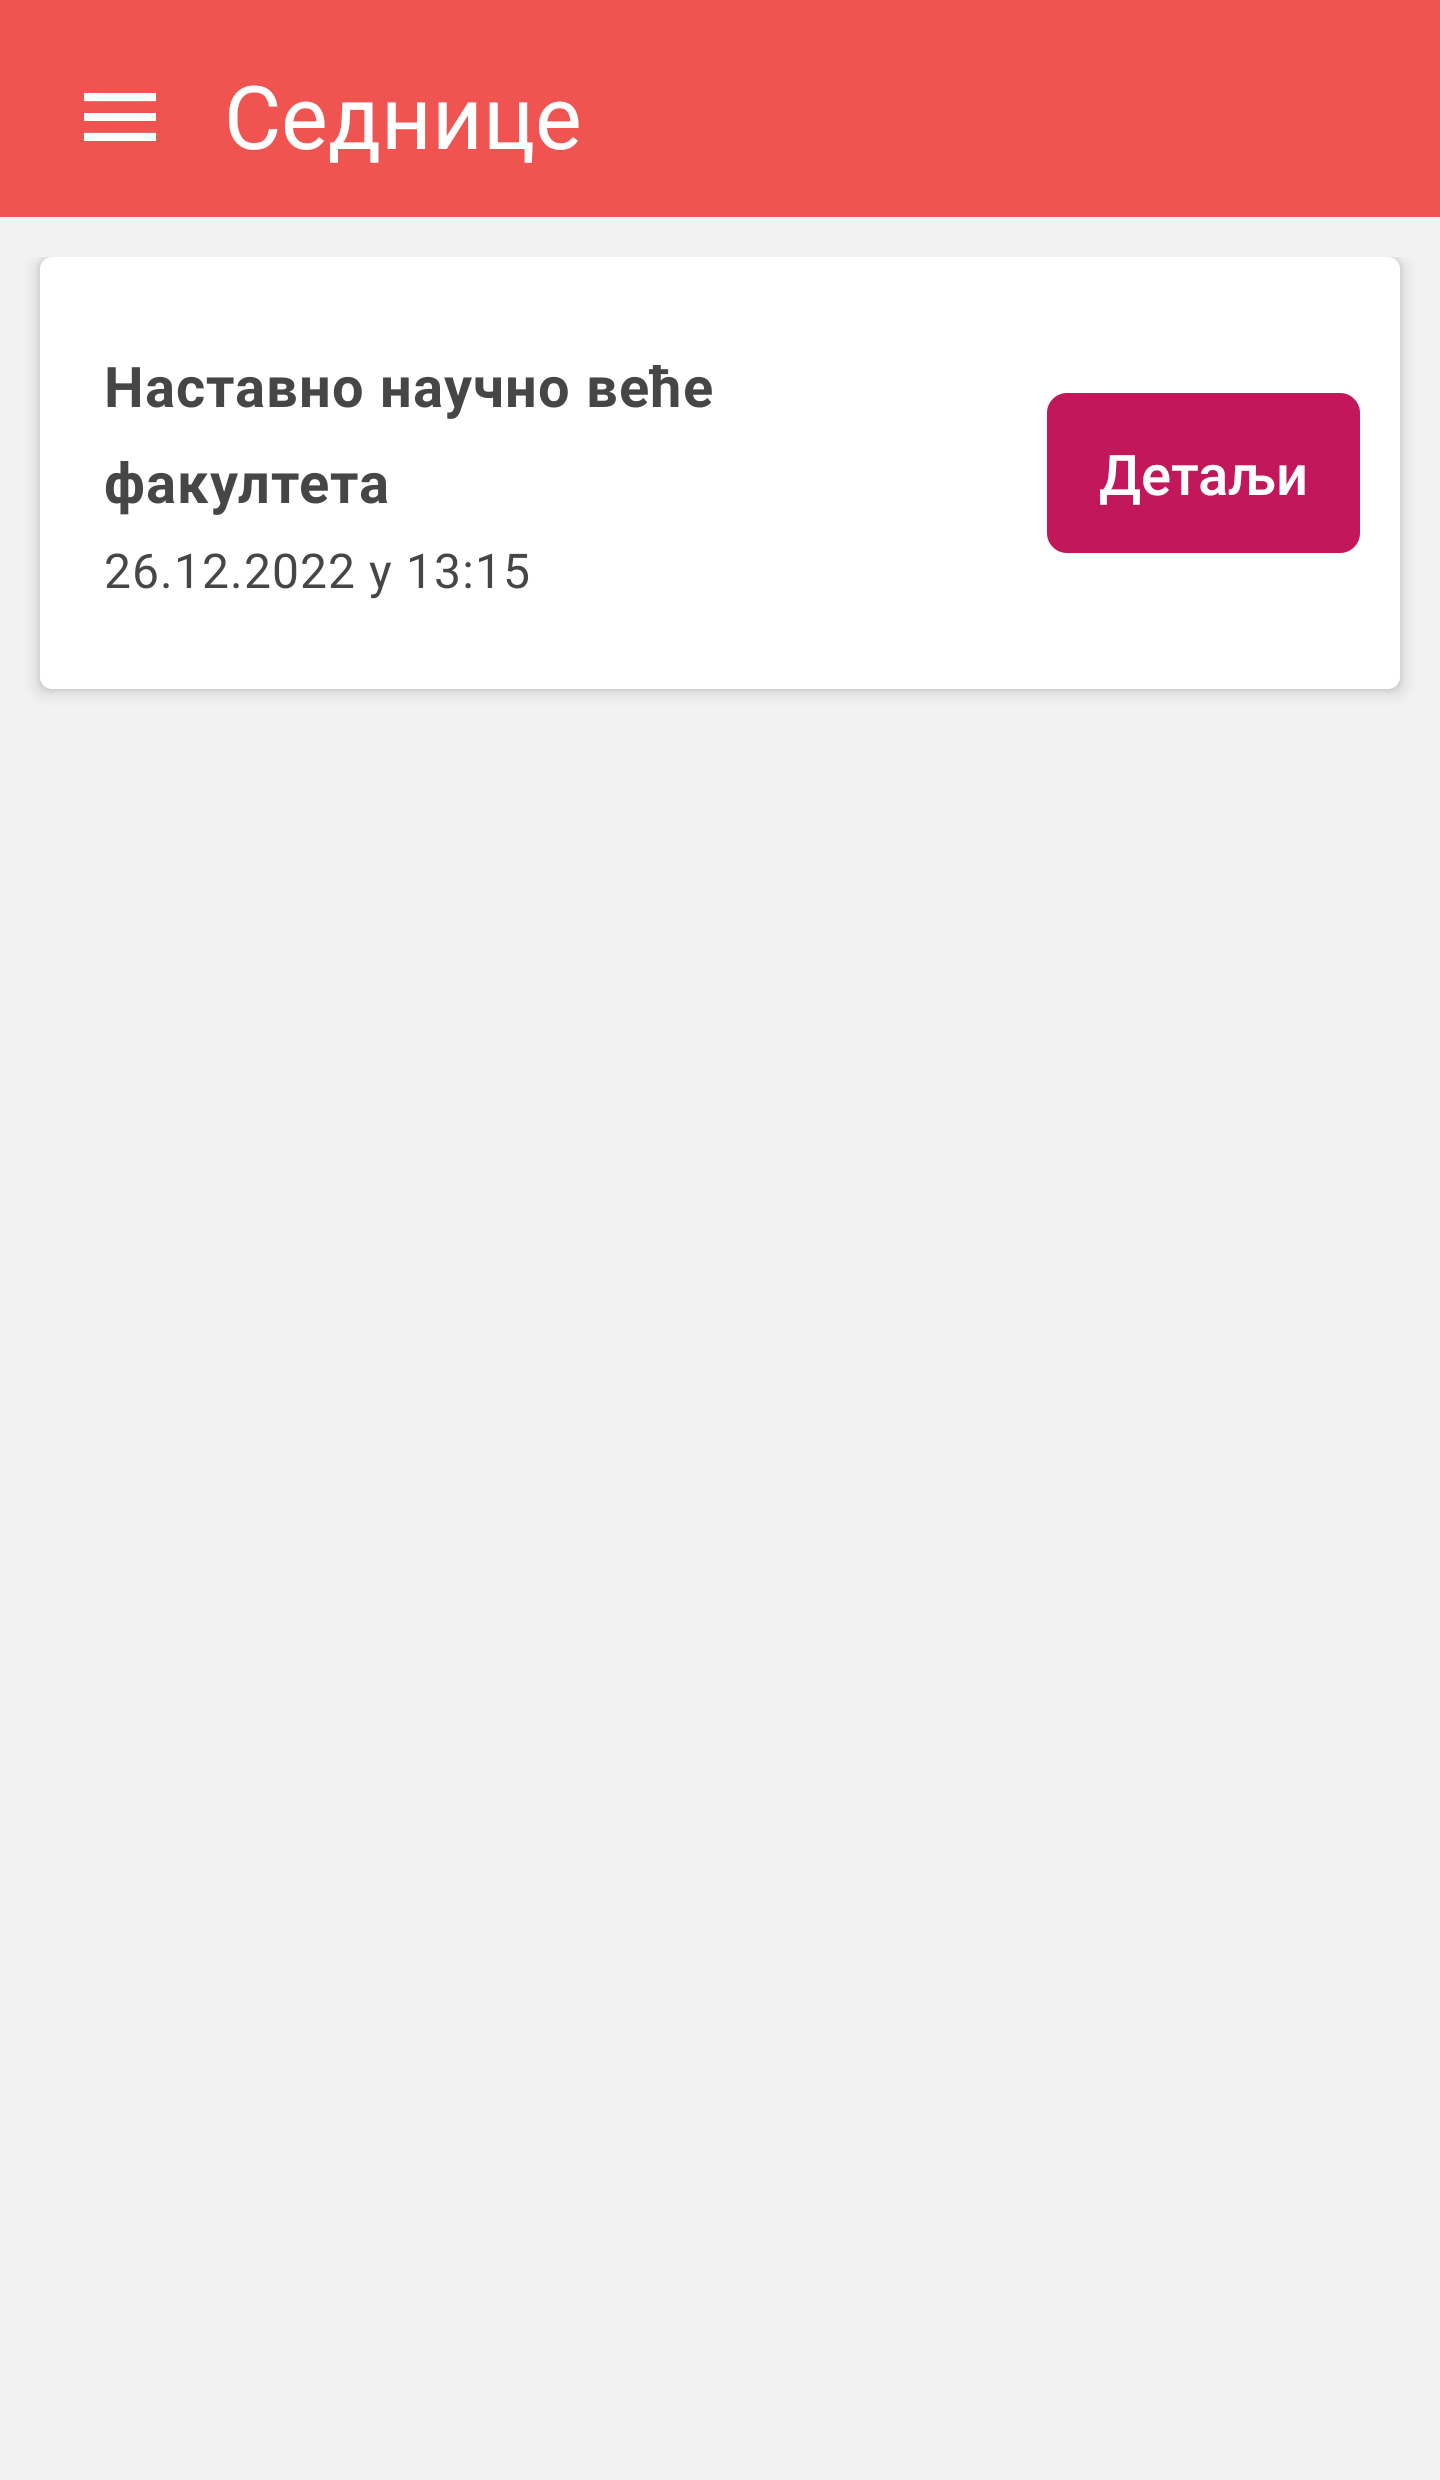 Седнице
Наставно научно веће
факултета
Детаљи
26.12.2022 у 13:15